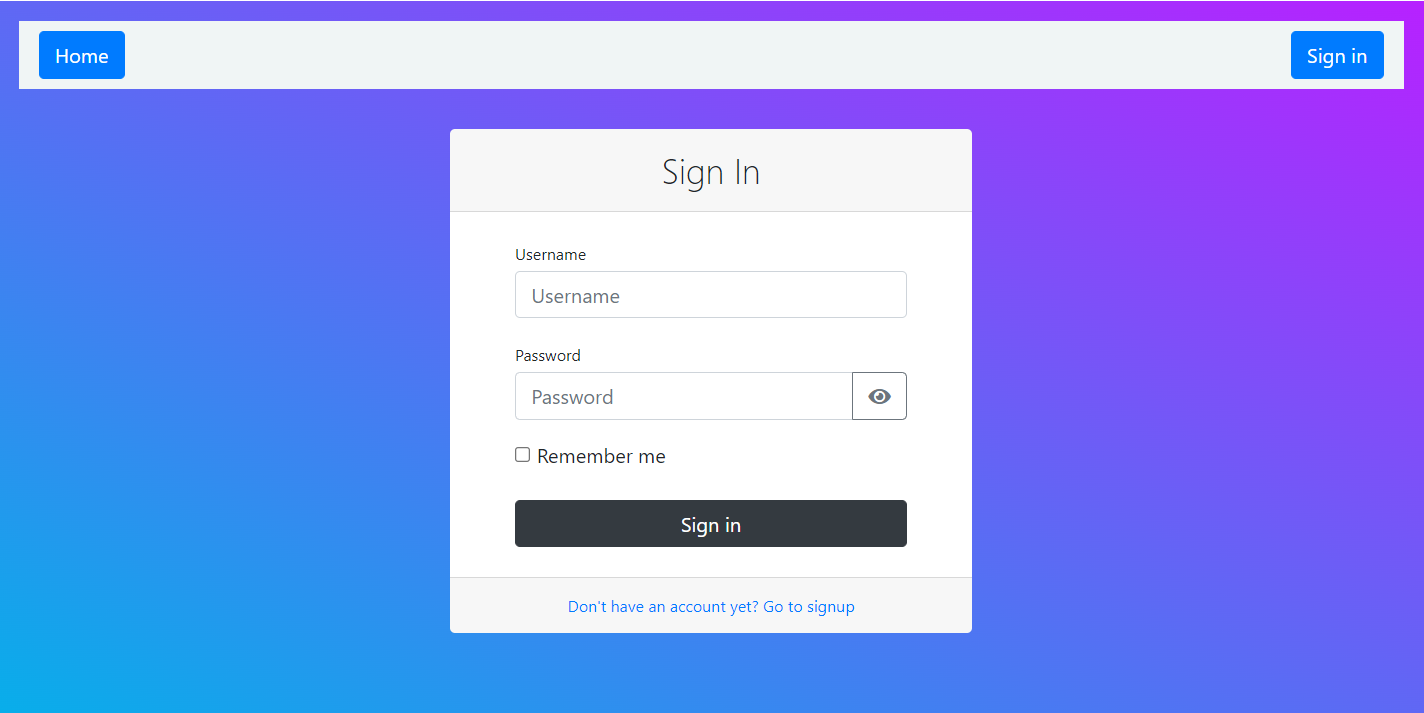 Home
Sign in
Sign In
Username
Username
Password
Password
Remember me
Sign in
Don't have an account yet? Go to signup